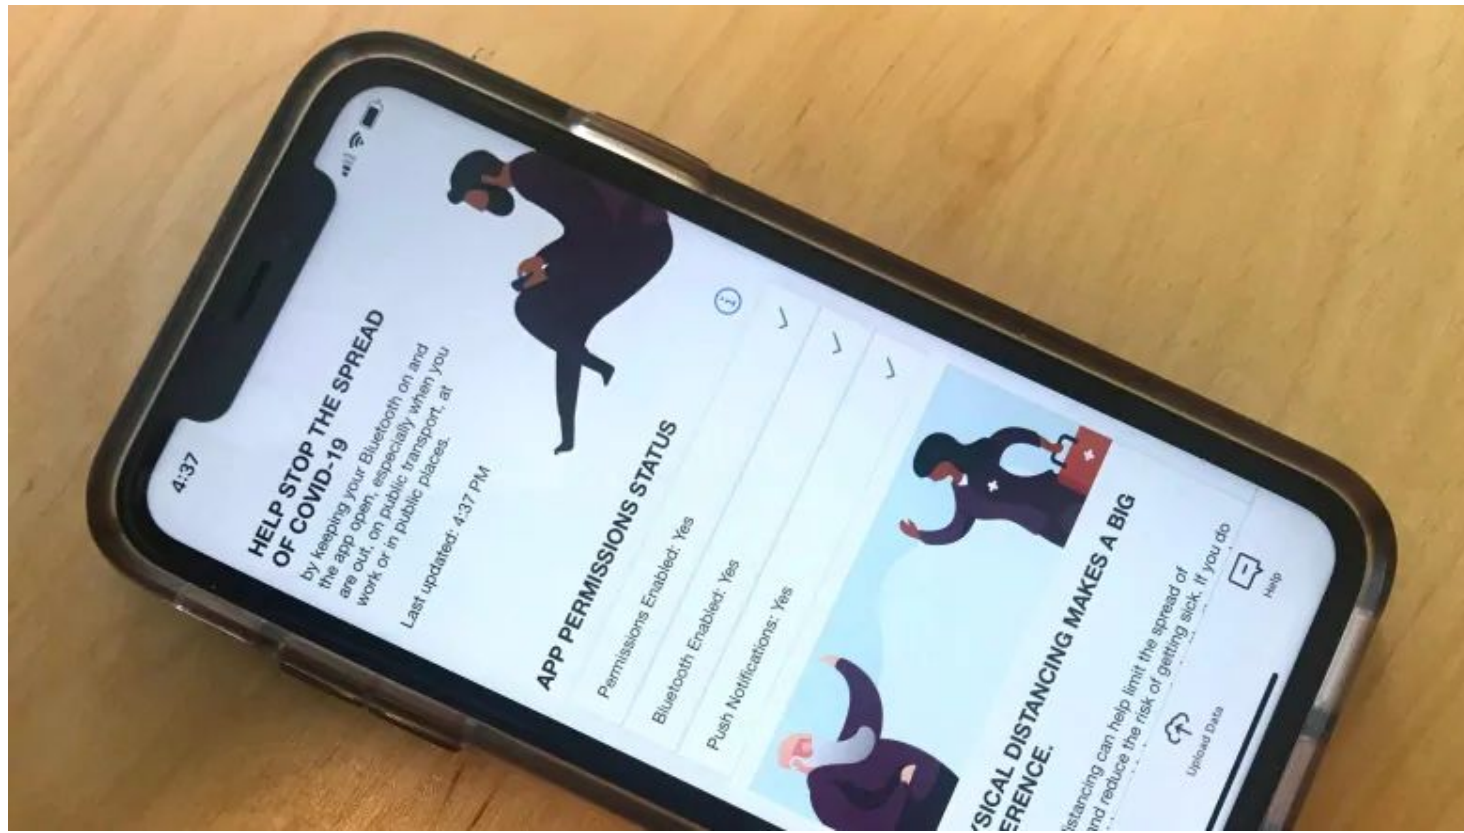 4:37
HELP STOP THE SPREAD
OF COVID-19
by keeping your Bluetooth on and
the app open, especially when you
are out, on public transport, at
work or in public places.
Last updated: 4:37 PM
APP PERMISSIONS STATUS
i
Permissions Enabled: Yes
Bluetooth Enabled: Yes
Push Notifications: Yes
SICAL DISTANCING MAKES A BIG
ERENCE.
istancing can help limit the spread of
and reduce the risk of getting sick. If you do
Upload Data
Help